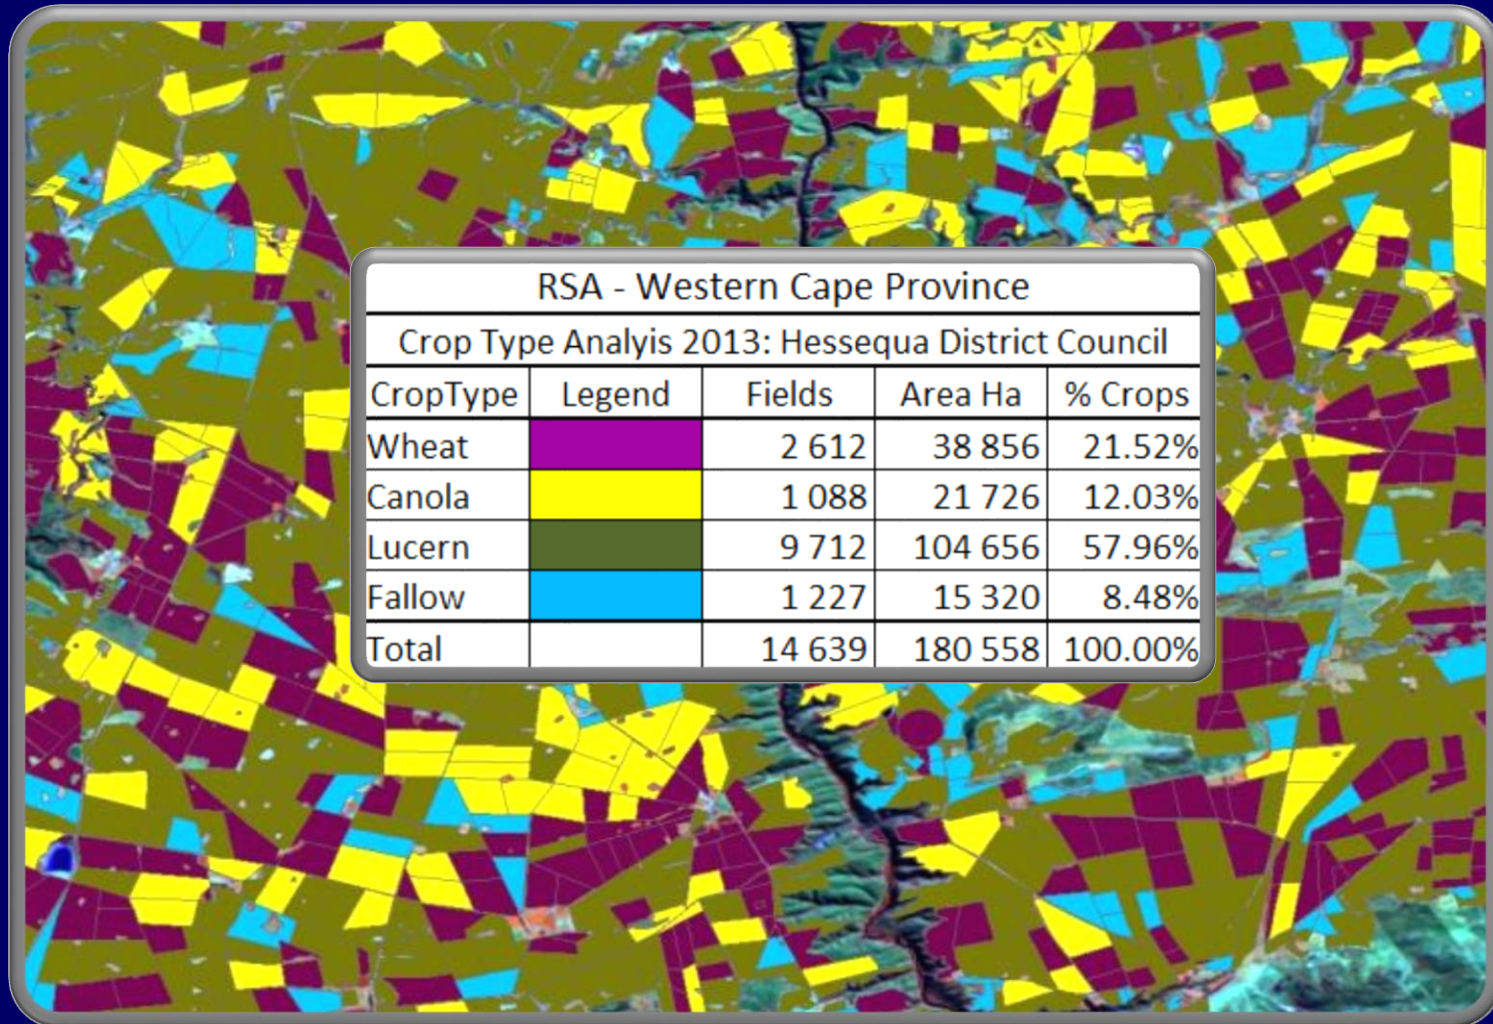 RSA - Western Cape Province
Crop Type Analyis 2013: Hessequa District Council
CropType Legend Fields Area Ha % Crops
Wheat 2 612 38 856 21.52%
Canola 1 088 21 726 12.03%
Lucern 9 712 104 656 57.96%
Fallow 1 227 15 320 8.48%
Total 14 639 180 558 100.00%